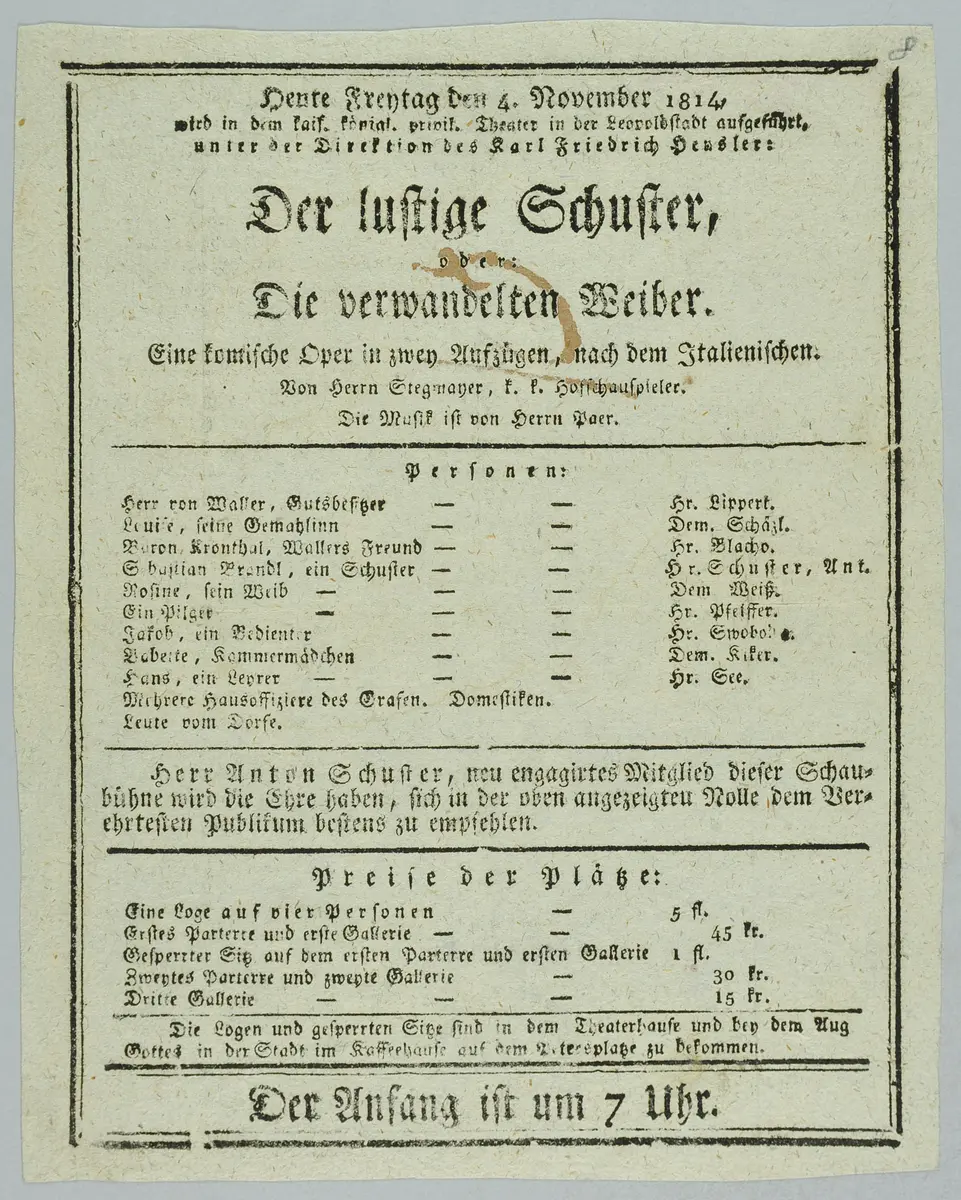 Heute Freytag den 4. November 1814,
wird in dem kais. königl. privil. Theater in der Leopoldstadt aufgeführt,
unter der Direktion des Karl Friedrich Hensler:
Der lustige Schuster,
oder:
Die verwandelten Weiber.
Eine komische Oper in zwey Aufzügen, nach dem Italienischen.
Von Herrn Stegmayer, k. k. Hofschauspieler.
Die Musik ist von Herrn Paer.
Personen:
Herr von Waller, Gutsbesitzer — — Hr. Lippert.
Louise, seine Gemahlinn — — Dem. Schäzl.
Baron Kronthal, Wallers Freund — — Hr. Blacho.
Sebastian Brandl, ein Schuster — — Hr. Schuster, Ant.
Rosine, sein Weib — — — Dem Weiß.
Ein Pilger — — — Hr. Pfeiffer.
Jakob, ein Bedienter — — Hr. Swoboda.
Babette, Kammermädchen — — Dem.
Hans, ein — — — Hr. See.
Mehrere Hausoffiziere des Grafen. Domestiken.
Leute vom Dorfe.
Herr Anton Schuster, neu engagirtes Mitglied dieser Schau-
bühne wird die Ehre haben, sich in der oben angezeigten Rolle dem Ver-
ehrtesten Publikum bestens zu empfehlen.
Preise der Plätze:
Eine Loge auf vier Personen — 5 fl.
Erstes Parterre und erste Gallerie — — 45 kr.
Gesperrter Sitz auf dem ersten Parterre und ersten Gallerie 1 fl.
Zweytes Parterre und zweyte Gallerie — 30 kr.
Dritte Gallerie — — — 15 kr.
Die Logen und gesperrten Sitze sind in dem Theaterhause und bey dem Aug
Gottes in der Stadt im Kaffeehause auf dem Petersplatze zu bekommen.
Der Anfang ist um 7 Uhr.